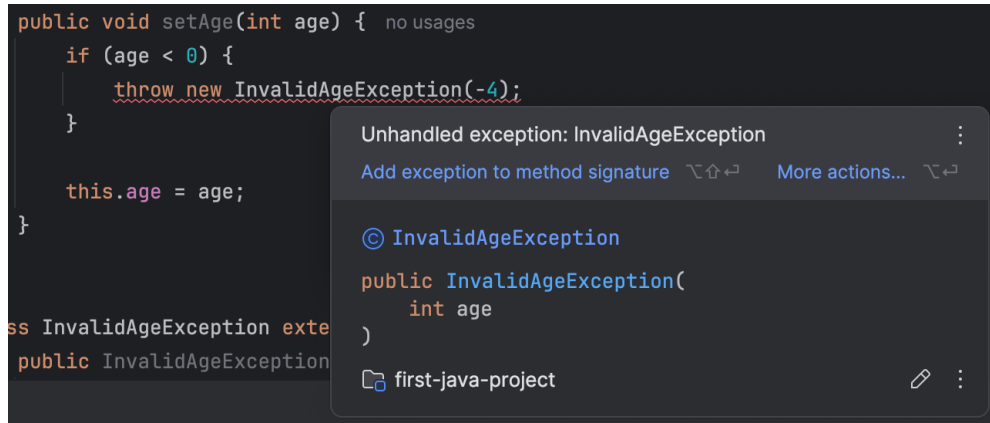 public void setAge(int age) { no usages
if (age < 0) {
throw new InvalidAgeException(-4);
}
this.age = age;
}
ss InvalidAgeException exte
public InvalidAgeException
Unhandled exception: InvalidAgeException
Add exception to method signature ⌥⇧⏎ More actions... ⌥⏎
© InvalidAgeException
public InvalidAgeException(
int age
)
first-java-project